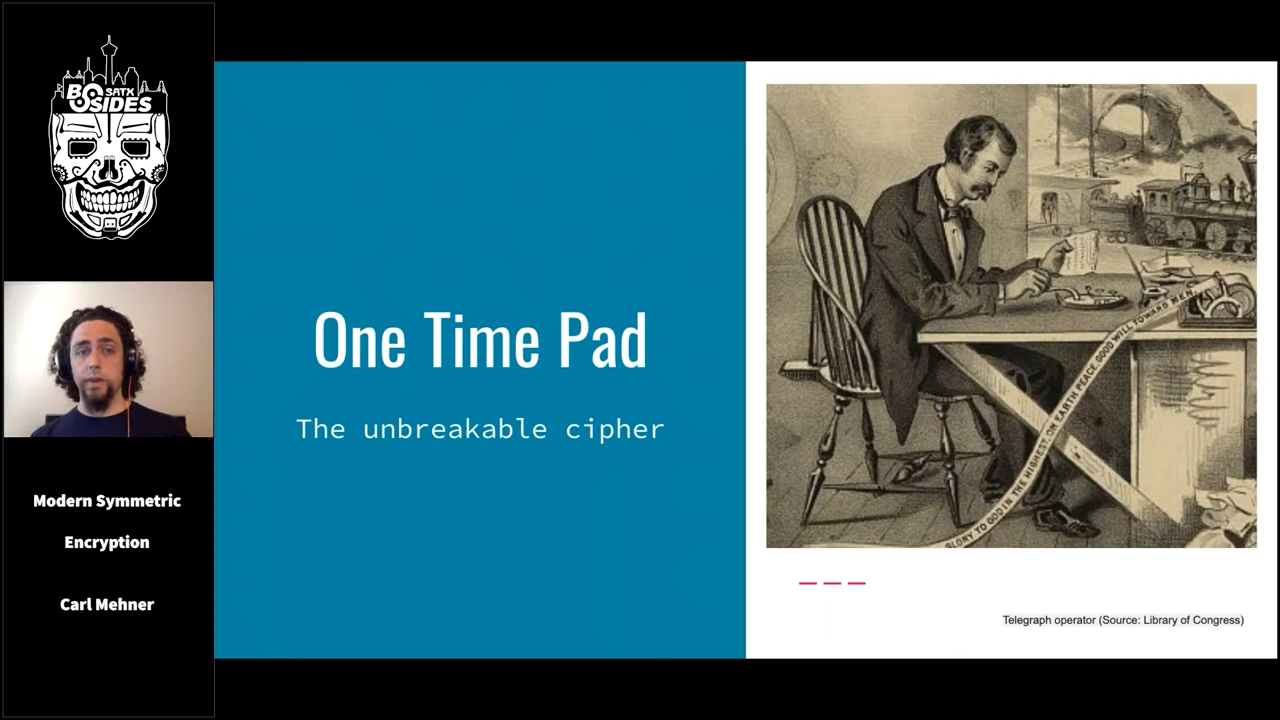 BSIDES
SATX
Modern Symmetric
Encryption
Carl Mehner
One Time Pad
The unbreakable cipher
GLORY TO GOD IN THE HIGHEST. ON EARTH PEACE. GOOD WILL TOWARD MEN.
Telegraph operator (Source: Library of Congress)